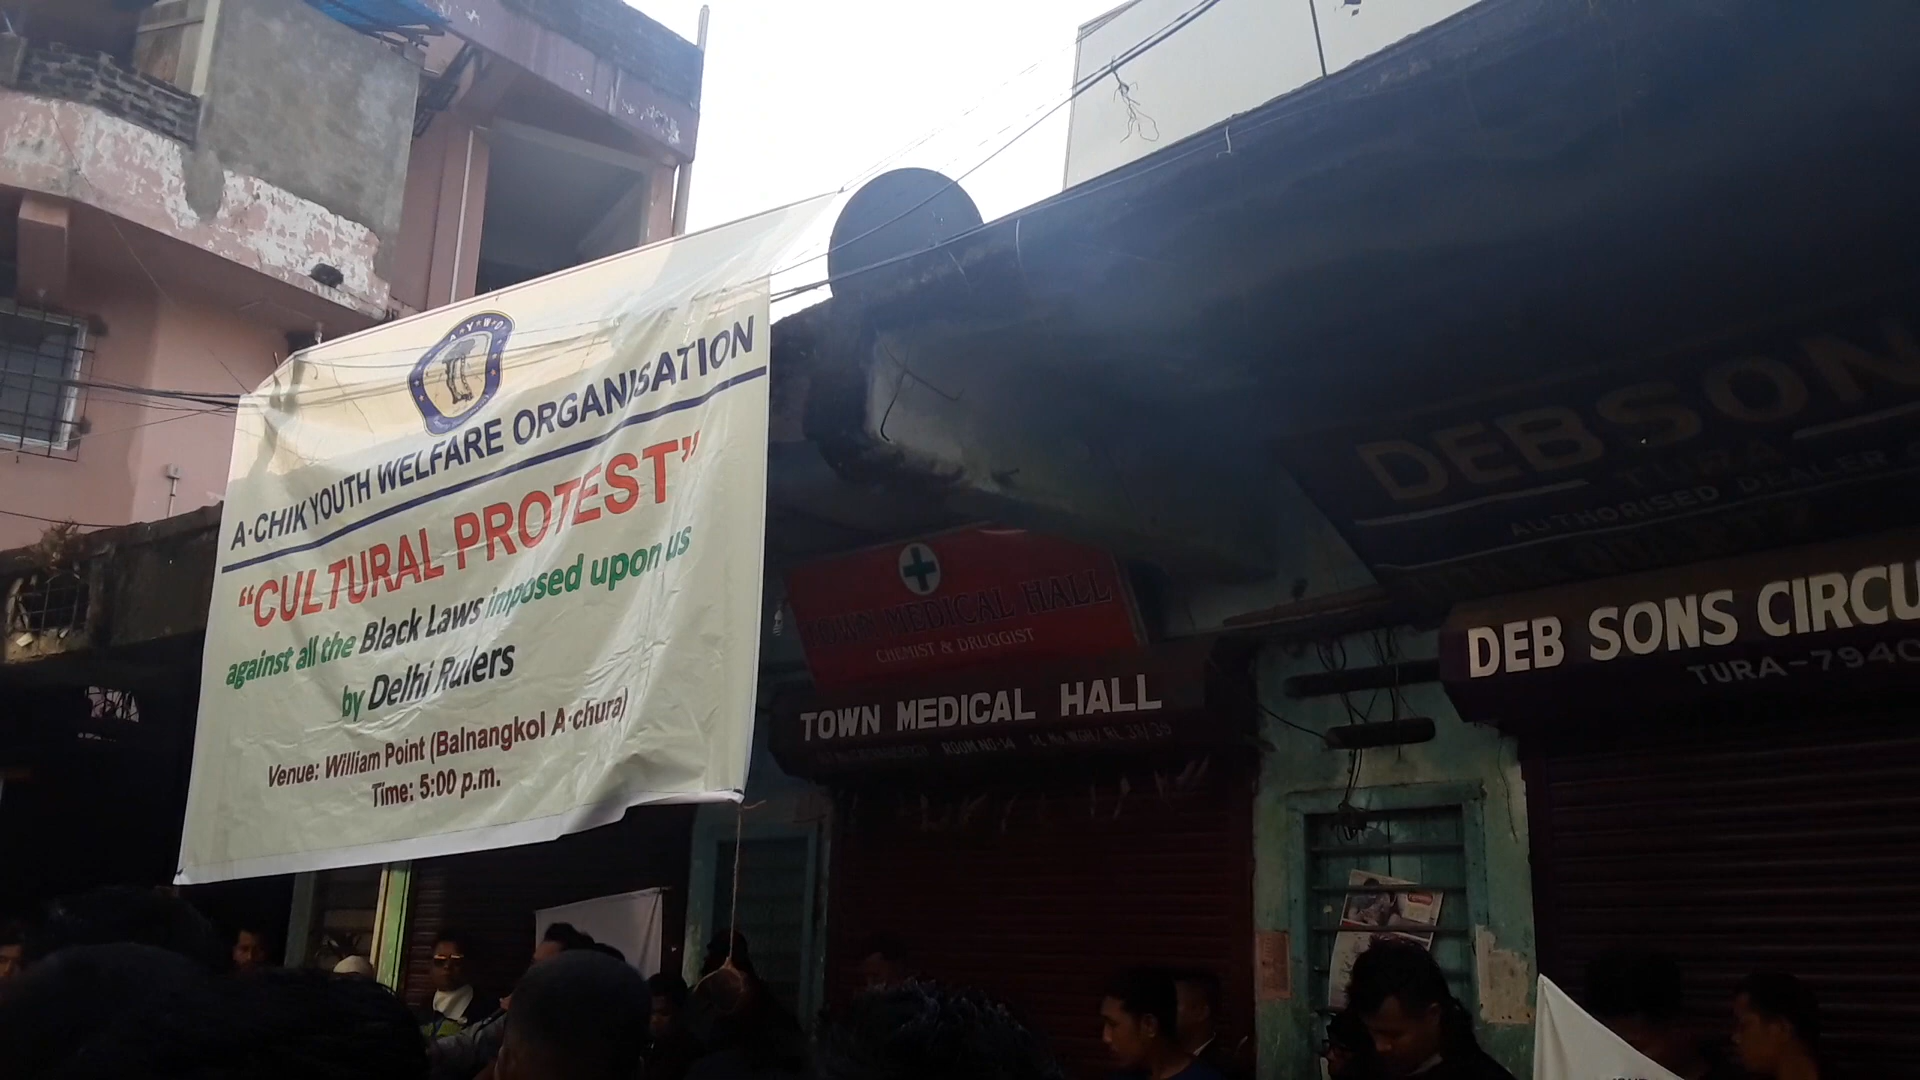 A·Y·W·O
A·CHIK YOUTH WELFARE ORGANISATION
“CULTURAL PROTEST”
against all the Black Laws imposed upon us
by Delhi Rulers
Venue: William Point (Balnangkol A·chura)
Time: 5:00 p.m.
TOWN MEDICAL HALL
CHEMIST & DRUGGIST
TOWN MEDICAL HALL
ROOM NO-14
DEBSON
TURA
AUTHORISED DEALER
DEB SONS CIRCU
TURA-7940